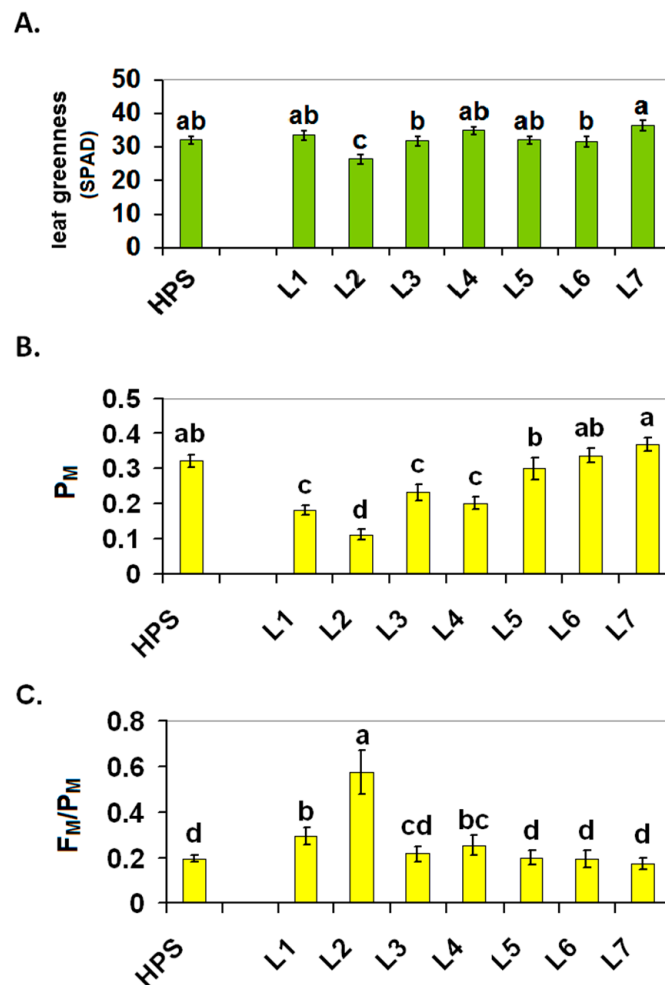 A.
leaf greenness
(SPAD)
50
40
30
20
10
0
ab
ab
c
b
ab
ab
b
a
HPS
L1
L2
L3
L4
L5
L6
L7
B.
PM
0.5
0.4
0.3
0.2
0.1
0
ab
c
d
c
c
b
ab
a
HPS
L1
L2
L3
L4
L5
L6
L7
C.
FM/PM
0.8
0.6
0.4
0.2
0
d
b
a
cd
bc
d
d
d
HPS
L1
L2
L3
L4
L5
L6
L7